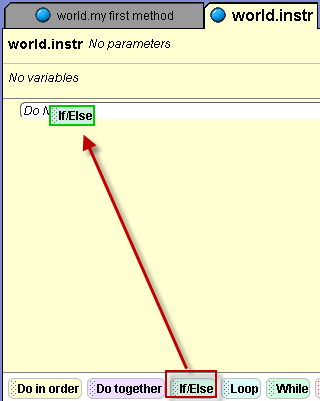 world.my first method
world.instr
world.instr No parameters
No variables
Do N If/Else
Do in order Do together If/Else Loop While